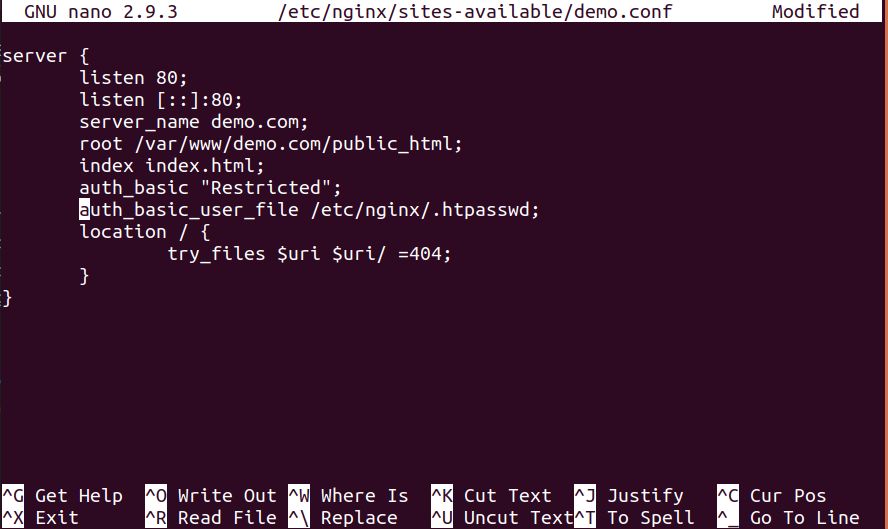 GNU nano 2.9.3 /etc/nginx/sites-available/demo.conf Modified
server {
listen 80;
listen [::]:80;
server_name demo.com;
root /var/www/demo.com/public_html;
index index.html;
auth_basic "Restricted";
auth_basic_user_file /etc/nginx/.htpasswd;
location / {
try_files $uri $uri/ =404;
}
}
^G Get Help ^O Write Out ^W Where Is ^K Cut Text ^J Justify ^C Cur Pos
^X Exit ^R Read File ^\ Replace ^U Uncut Text ^T To Spell ^_ Go To Line